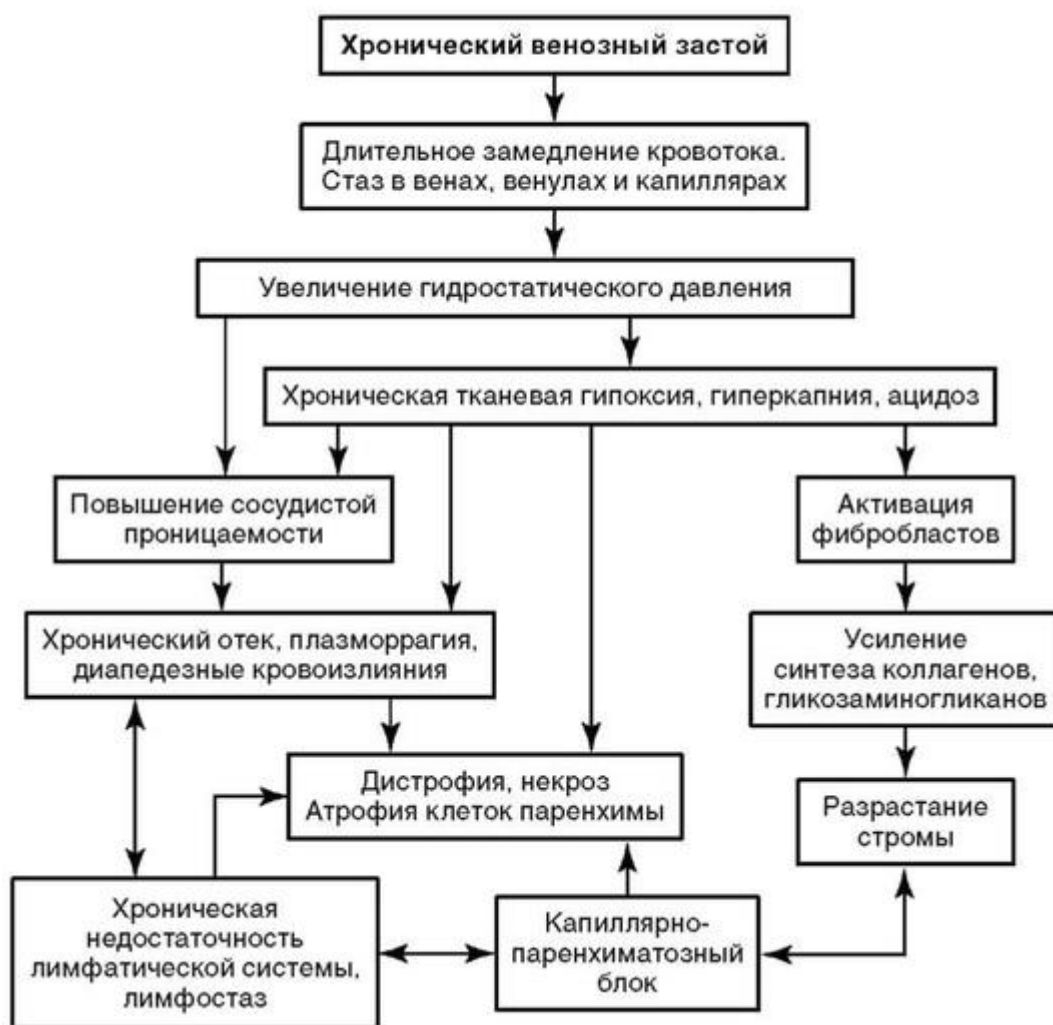 Хронический венозный застой
Длительное замедление кровотока.
Стаз в венах, венулах и капиллярах
Увеличение гидростатического давления
Хроническая тканевая гипоксия, гиперкапния, ацидоз
Повышение сосудистой
проницаемости
Активация
фибробластов
Хронический отек, плазморрагия,
диапедезные кровоизлияния
Усиление
синтеза коллагенов,
гликозаминогликанов
Дистрофия, некроз
Атрофия клеток паренхимы
Разрастание
стромы
Хроническая
недостаточность
лимфатической системы,
лимфостаз
Капиллярно-
паренхиматозный
блок